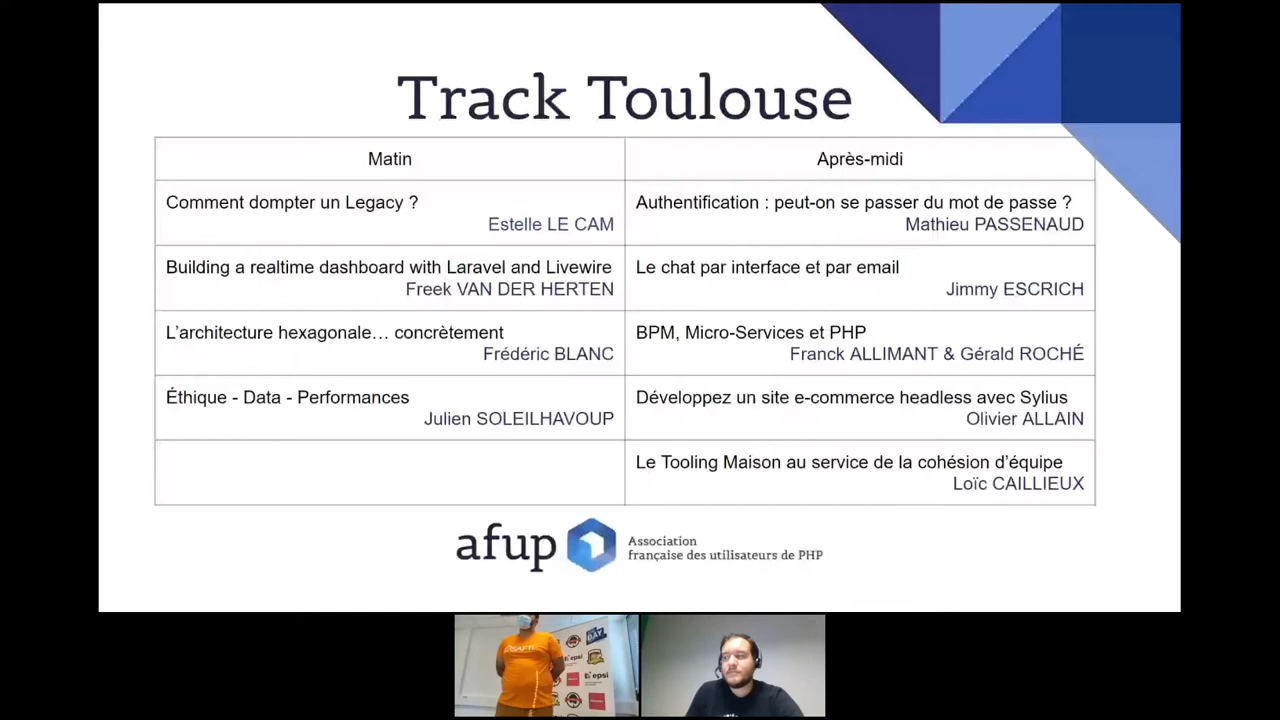 Track Toulouse
Matin
Après-midi
Comment dompter un Legacy ?
Estelle LE CAM
Authentification : peut-on se passer du mot de passe ?
Mathieu PASSENAUD
Building a realtime dashboard with Laravel and Livewire
Freek VAN DER HERTEN
Le chat par interface et par email
Jimmy ESCRICH
L’architecture hexagonale… concrètement
Frédéric BLANC
BPM, Micro-Services et PHP
Franck ALLIMANT & Gérald ROCHÉ
Éthique - Data - Performances
Julien SOLEILHAVOUP
Développez un site e-commerce headless avec Sylius
Olivier ALLAIN
Le Tooling Maison au service de la cohésion d’équipe
Loïc CAILLIEUX
afup
Association
française des utilisateurs de PHP
DAY
epsi
epsi